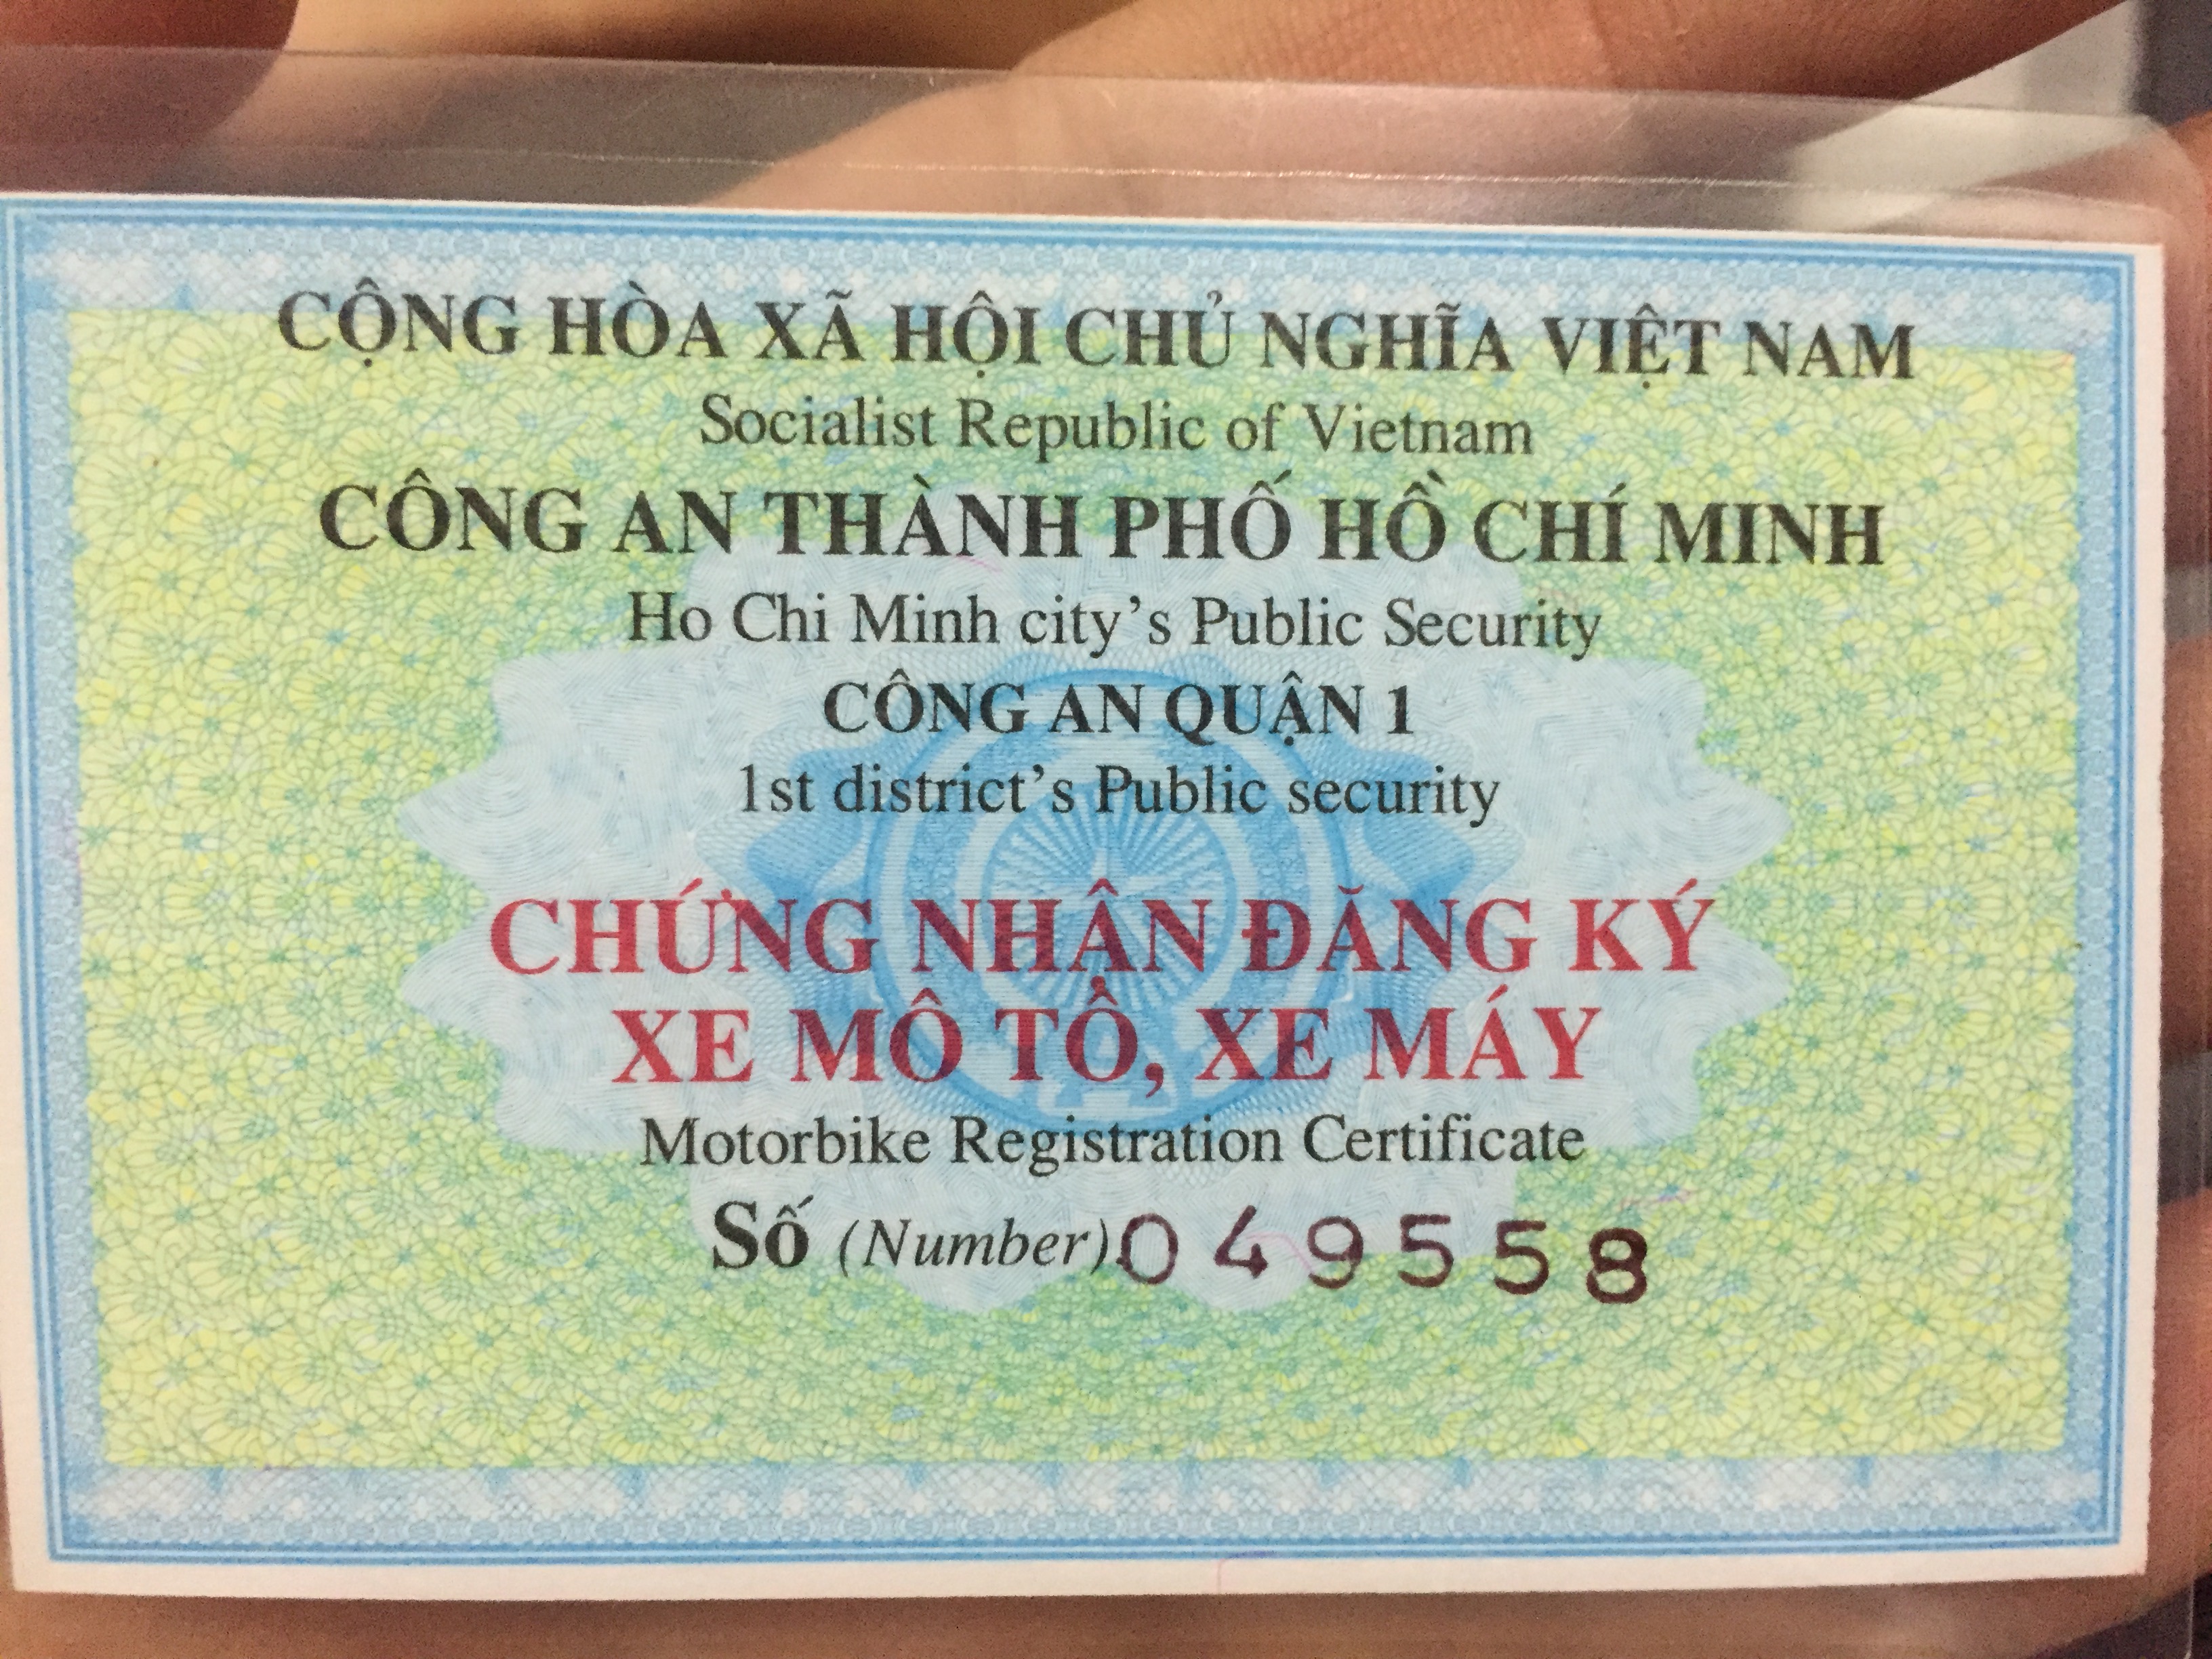 CỘNG HÒA XÃ HỘI CHỦ NGHĨA VIỆT NAM
Socialist Republic of Vietnam
CÔNG AN THÀNH PHỐ HỒ CHÍ MINH
Ho Chi Minh city's Public Security
CÔNG AN QUẬN 1
1st district's Public security
CHỨNG NHẬN ĐĂNG KÝ
XE MÔ TÔ, XE MÁY
Motorbike Registration Certificate
Số (Number) 0495558